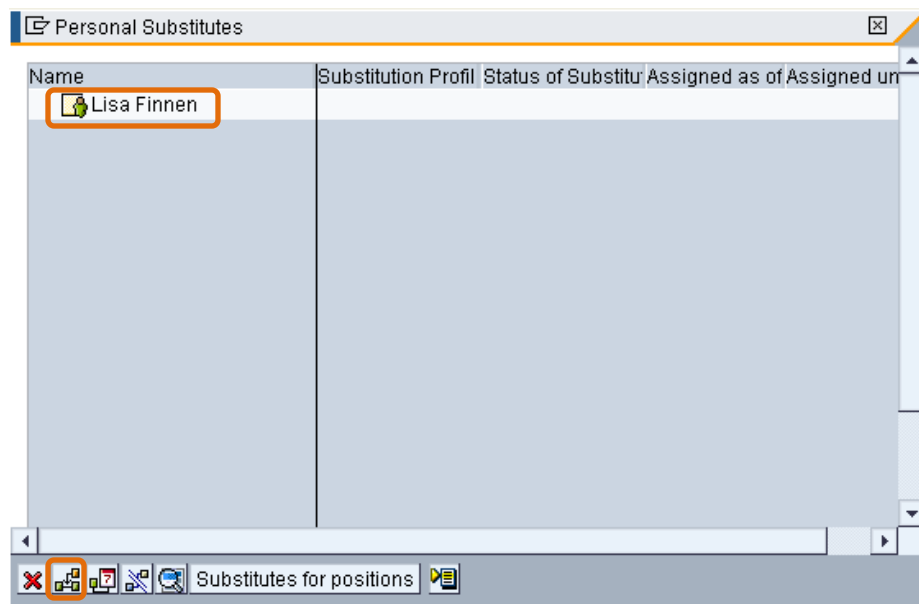 Personal Substitutes
Name Substitution Profil Status of Substitu Assigned as of Assigned un
Lisa Finnen
Substitutes for positions